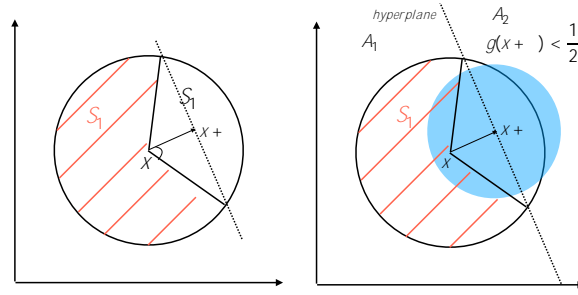 S₁
S₁
x +
x
hyperplane
A₂
A₁
g(x + ) < 1/2
S₁
x +
x